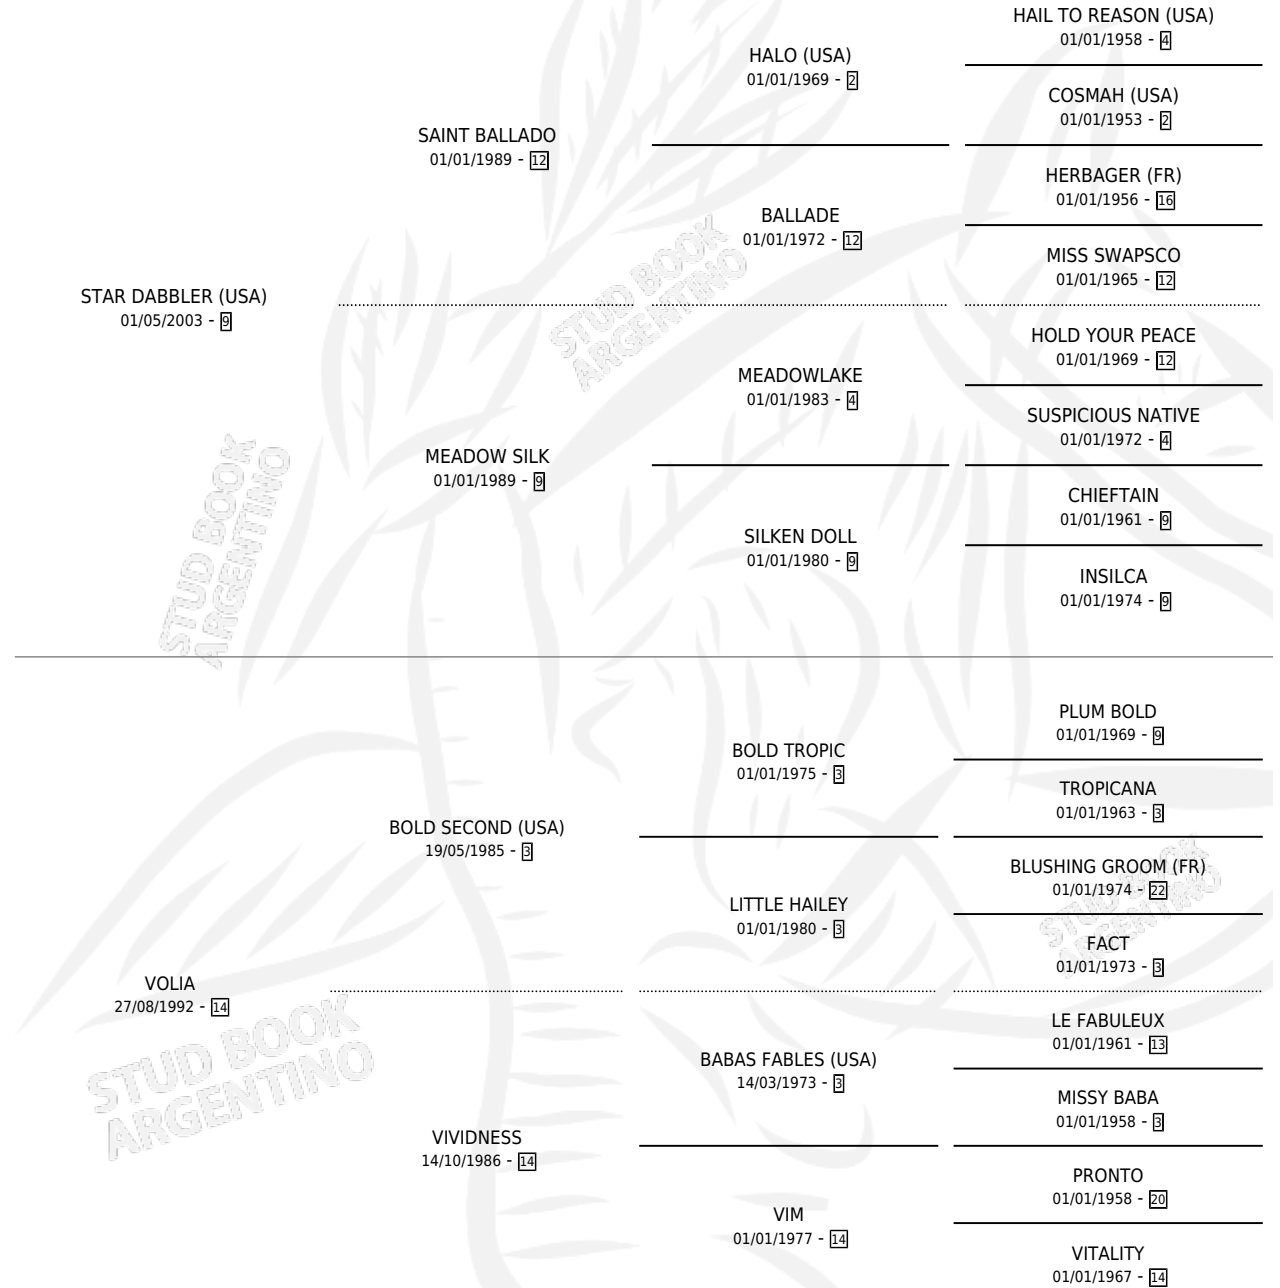 HAIL TO REASON (USA)
01/01/1958 - 4
HALO (USA)
01/01/1969 - 2
COSMAH (USA)
01/01/1953 - 2
SAINT BALLADO
01/01/1989 - 12
HERBAGER (FR)
01/01/1956 - 16
BALLADE
01/01/1972 - 12
MISS SWAPSCO
01/01/1965 - 12
STAR DABBLER (USA)
01/05/2003 - 9
HOLD YOUR PEACE
01/01/1969 - 12
MEADOWLAKE
01/01/1983 - 4
SUSPICIOUS NATIVE
01/01/1972 - 4
MEADOW SILK
01/01/1989 - 9
CHIEFTAIN
01/01/1961 - 9
SILKEN DOLL
01/01/1980 - 9
INSILCA
01/01/1974 - 9
PLUM BOLD
01/01/1969 - 9
BOLD TROPIC
01/01/1975 - 3
TROPICANA
01/01/1963 - 3
BOLD SECOND (USA)
19/05/1985 - 3
BLUSHING GROOM (FR)
01/01/1974 - 22
LITTLE HAILEY
01/01/1980 - 3
FACT
01/01/1973 - 3
VOLIA
27/08/1992 - 14
LE FABULEUX
01/01/1961 - 13
BABAS FABLES (USA)
14/03/1973 - 3
MISSY BABA
01/01/1958 - 3
VIVIDNESS
14/10/1986 - 14
PRONTO
01/01/1958 - 20
VIM
01/01/1977 - 14
VITALITY
01/01/1967 - 14
STUD BOOK
ARGENTINO
STUD BOOK
ARGENTINO
STUD BOOK
ARGENTINO
STUD BOOK
ARGENTINO